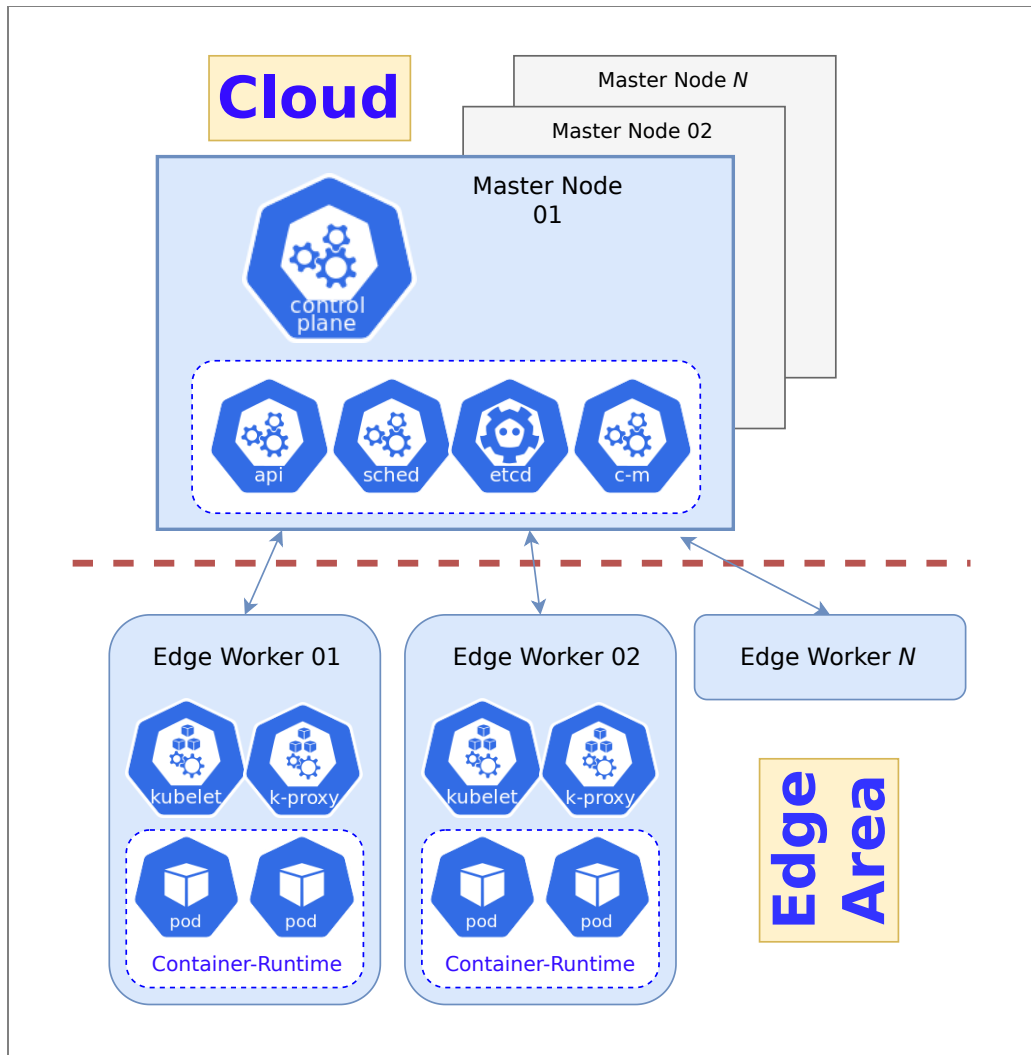 Cloud
Master Node N
Master Node 02
Master Node
01
control
plane
api
sched
etcd
c-m
Edge Worker 01
kubelet
k-proxy
pod
pod
Container-Runtime
Edge Worker 02
kubelet
k-proxy
pod
pod
Container-Runtime
Edge Worker N
Edge
Area